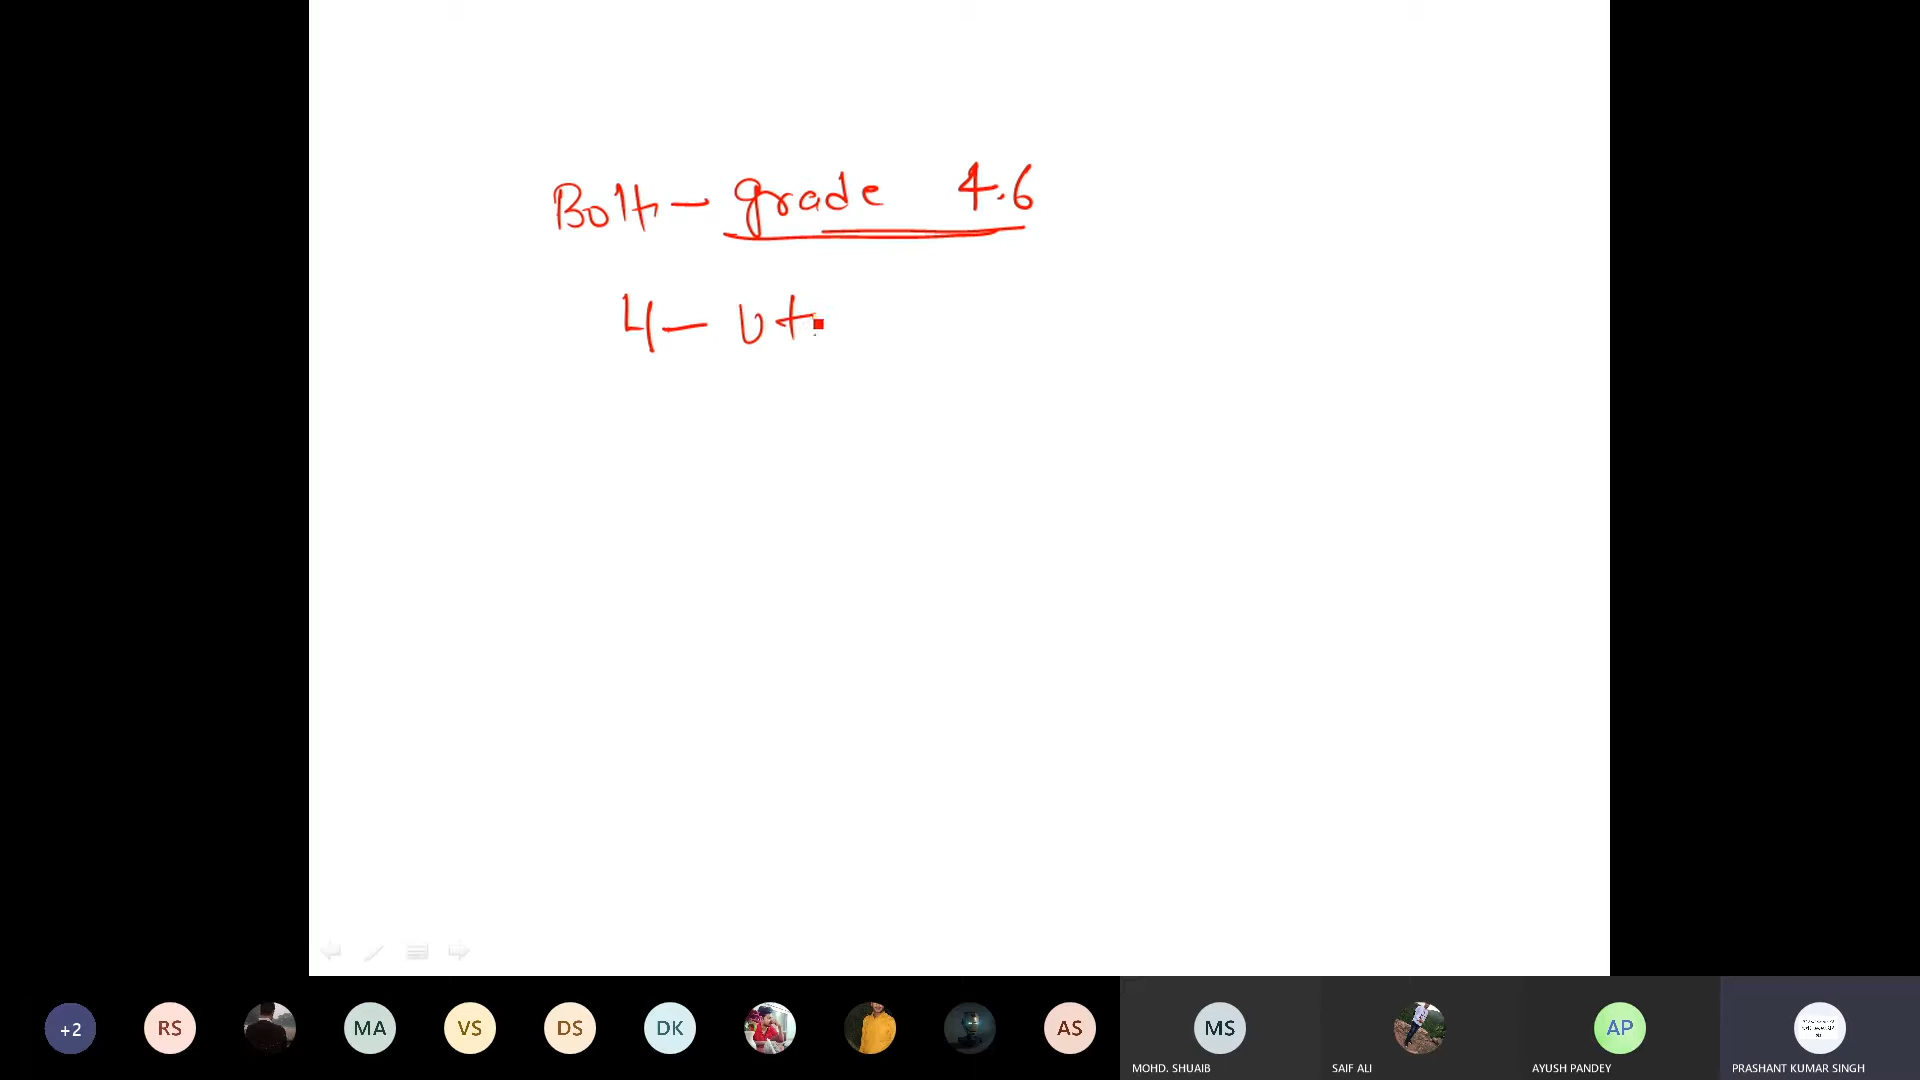 Bolt - grade 4.6
4 - Ut
+2
RS
MA
VS
DS
DK
AS
MS
AP
MOHD. SHUAIB
SAIF ALI
AYUSH PANDEY
PRASHANT KUMAR SINGH